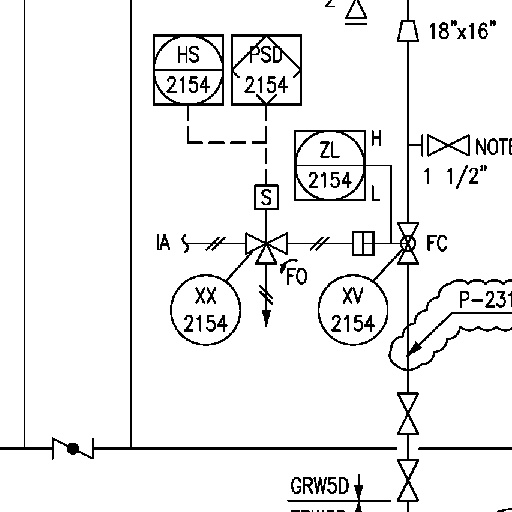 18"x16"
HS
2154
PSD
2154
ZL
2154
H
L
NOTE
1 1/2"
S
IA
FO
FC
XX
2154
XV
2154
P-231
GRW5D